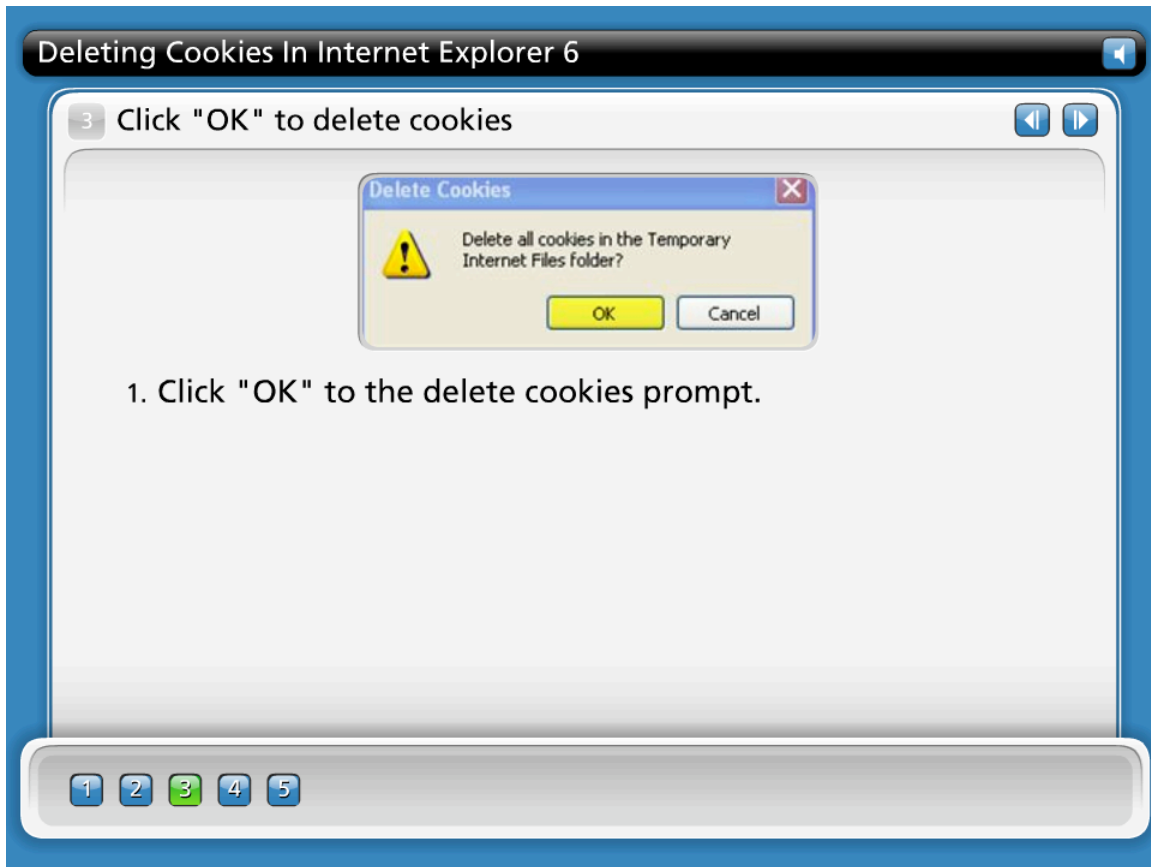 Deleting Cookies In Internet Explorer 6
3 Click "OK" to delete cookies
Delete Cookies
Delete all cookies in the Temporary
Internet Files folder?
OK Cancel
1. Click "OK" to the delete cookies prompt.
1 2 3 4 5